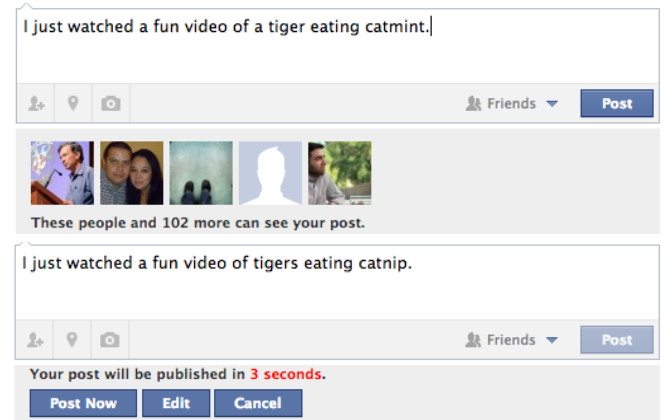 I just watched a fun video of a tiger eating catmint.
Friends Post
These people and 102 more can see your post.
I just watched a fun video of tigers eating catnip.
Friends Post
Your post will be published in 3 seconds.
Post Now Edit Cancel